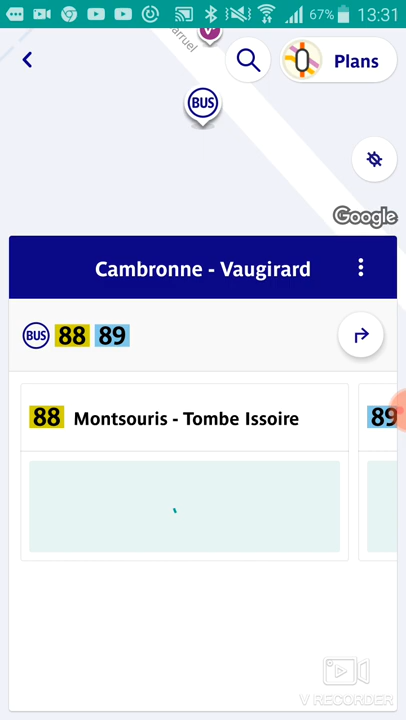 67% 13:31
arruel
V
BUS
Plans
Google
Cambronne - Vaugirard
BUS 88 89
88 Montsouris - Tombe Issoire
89
V RECORDER